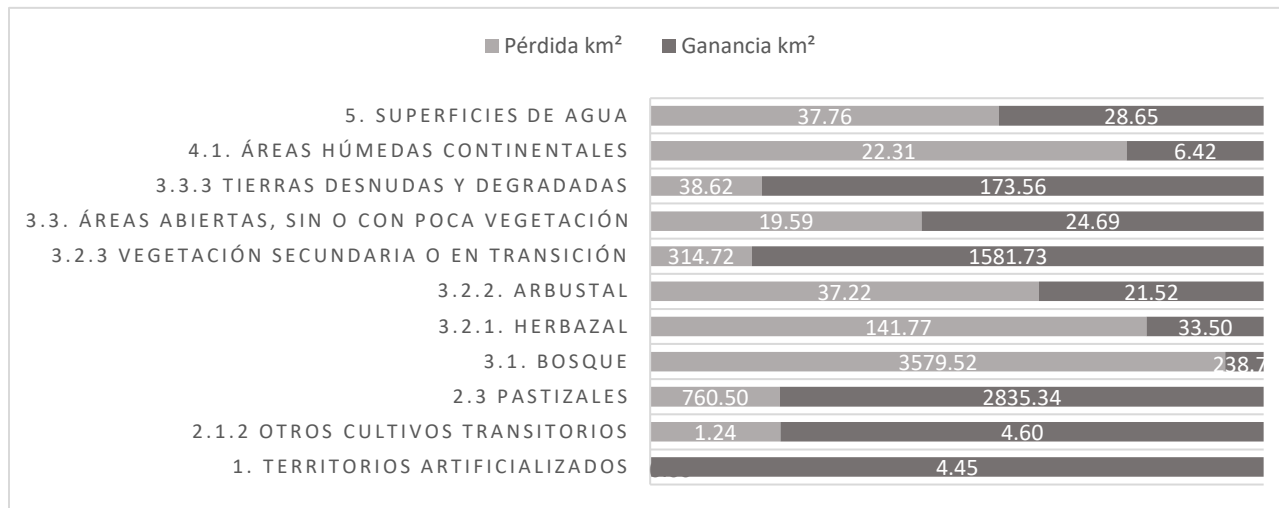 Pérdida km² Ganancia km²
5. SUPERFICIES DE AGUA 37.76 28.65
4.1. ÁREAS HÚMEDAS CONTINENTALES 22.31 6.42
3.3.3 TIERRAS DESNUDAS Y DEGRADADAS 38.62 173.56
3.3. ÁREAS ABIERTAS, SIN O CON POCA VEGETACIÓN 19.59 24.69
3.2.3 VEGETACIÓN SECUNDARIA O EN TRANSICIÓN 314.72 1581.73
3.2.2. ARBUSTAL 37.22 21.52
3.2.1. HERBAZAL 141.77 33.50
3.1. BOSQUE 3579.52 238.7
2.3 PASTIZALES 760.50 2835.34
2.1.2 OTROS CULTIVOS TRANSITORIOS 1.24 4.60
1. TERRITORIOS ARTIFICIALIZADOS 4.45